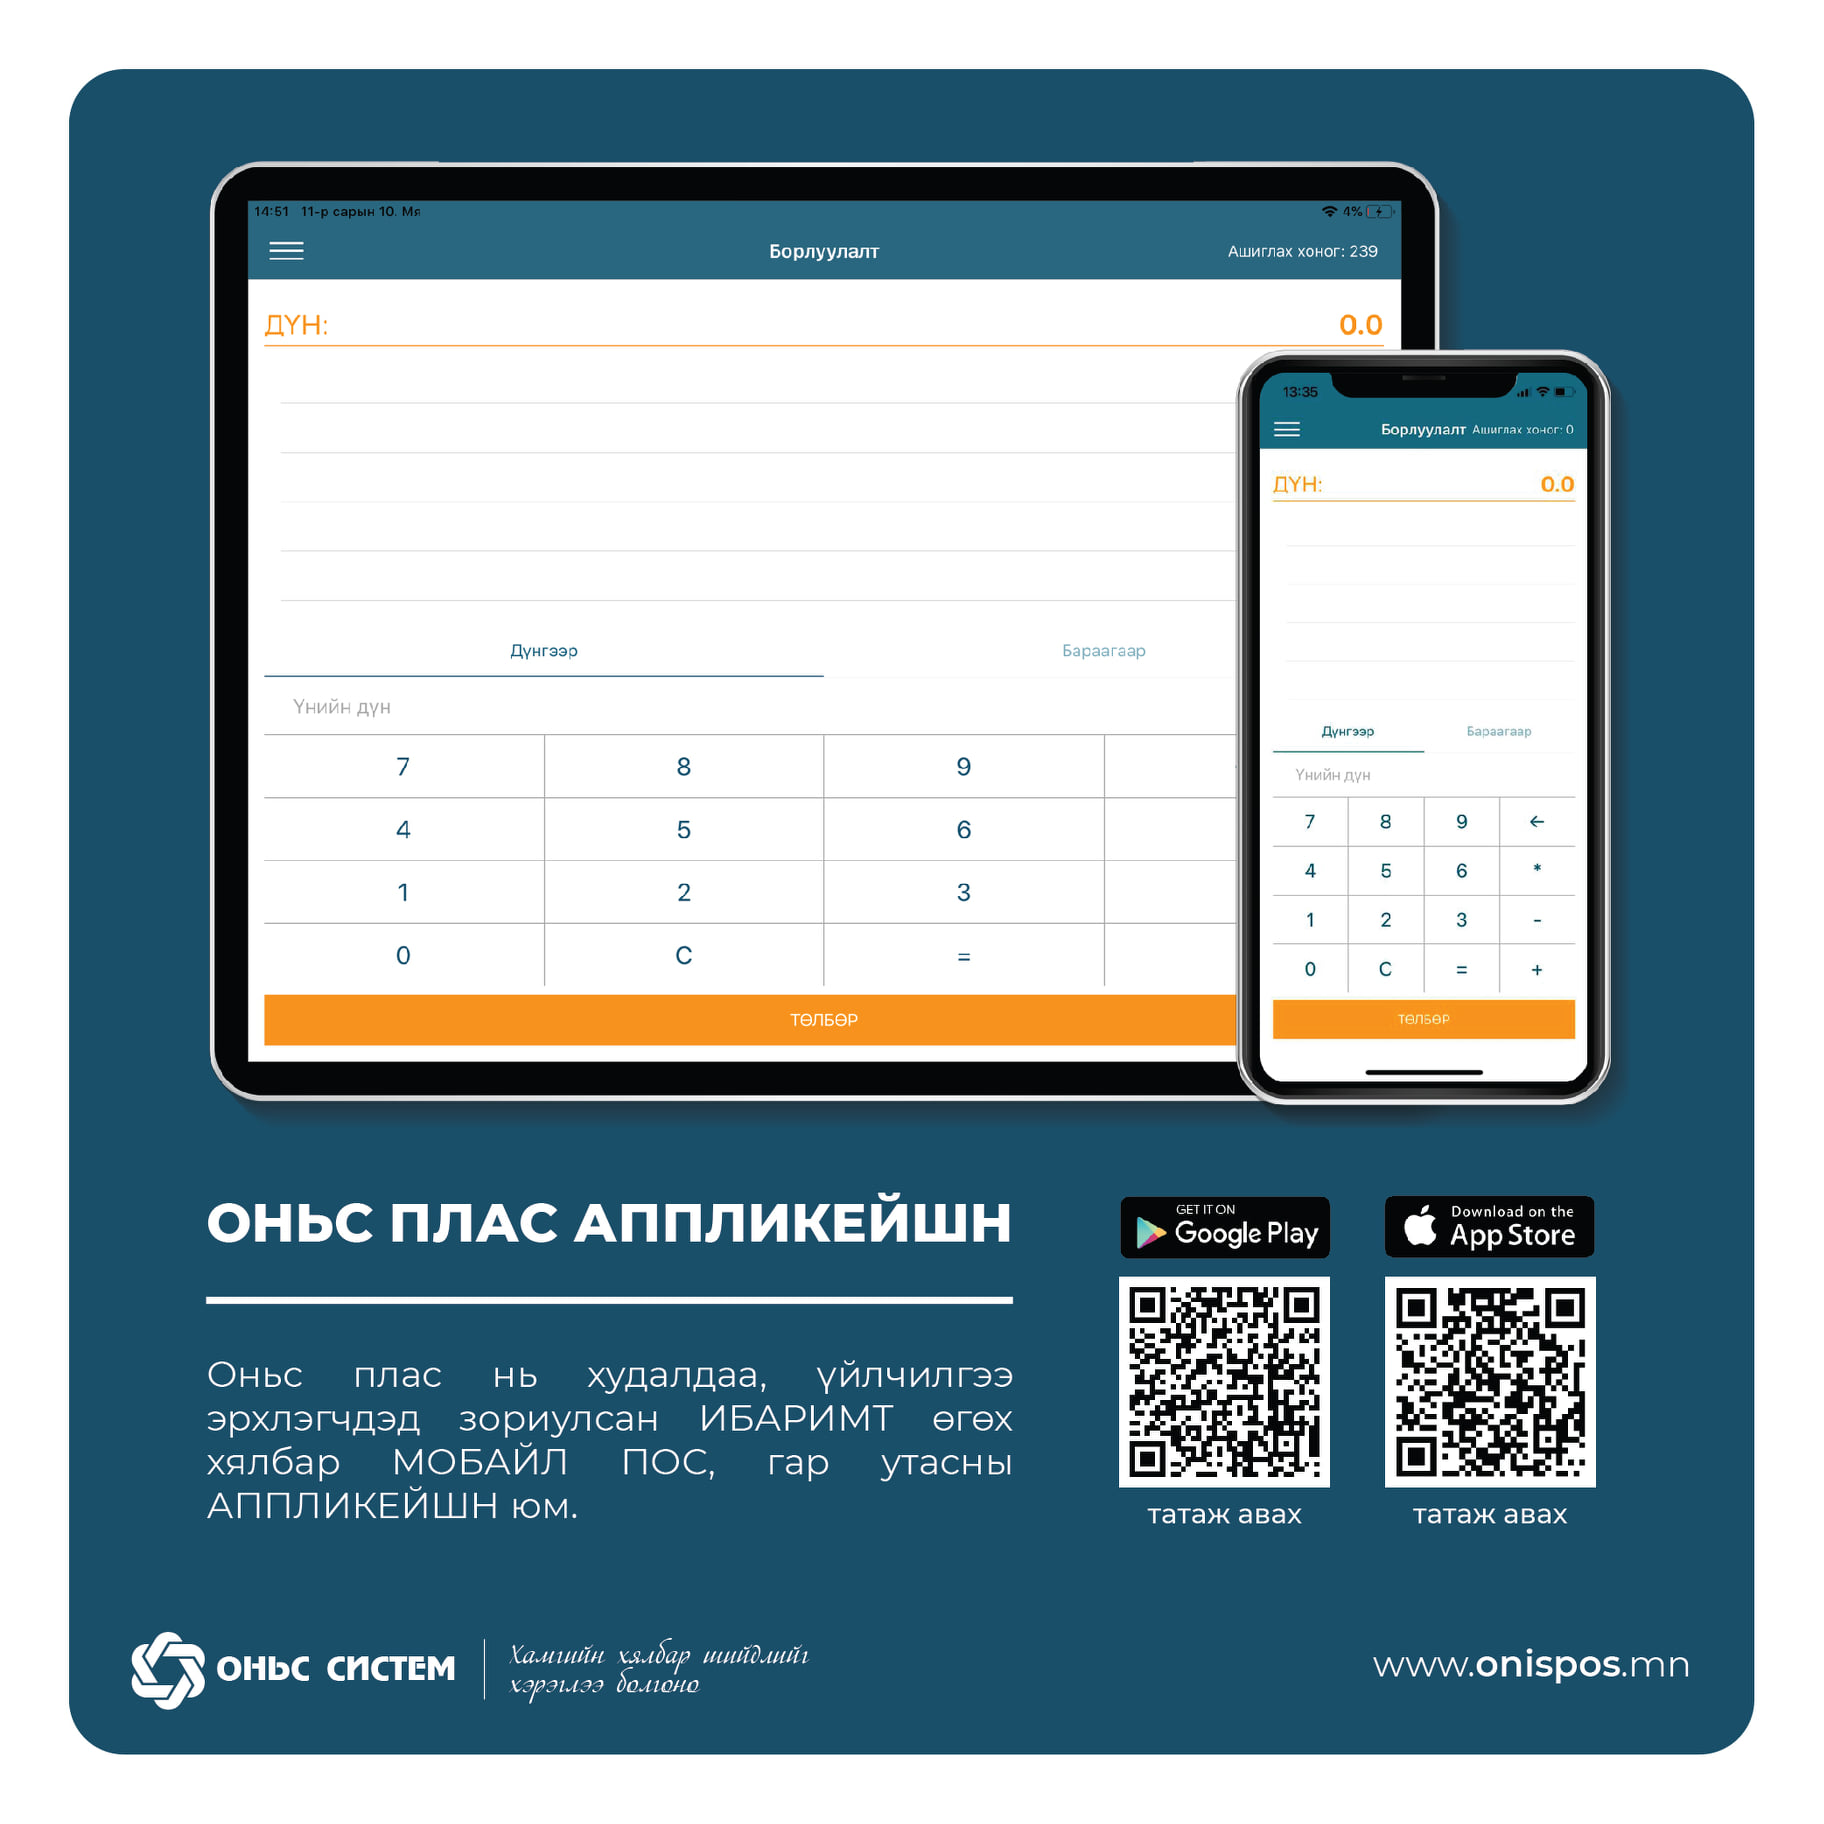 14:51 11-р сарын 10. Мя
4%
Борлуулалт
Ашиглах хоног: 239
ДҮН:
0.0
Дүнгээр
Бараагаар
Үнийн дүн
7 8 9
4 5 6
1 2 3
0 C =
ТӨЛБӨР
13:35
Борлуулалт Ашиглах хоног: 0
ДҮН:
0.0
Дүнгээр
Бараагаар
Үнийн дүн
7 8 9 ←
4 5 6 *
1 2 3 -
0 C = +
ТӨЛБӨР
ОНЬС ПЛАС АППЛИКЕЙШН
Оньс плас нь худалдаа, үйлчилгээ
эрхлэгчдэд зориулсан ИБАРИМТ өгөх
хялбар МОБАЙЛ ПОС, гар утасны
АППЛИКЕЙШН юм.
GET IT ON
Google Play
татаж авах
Download on the
App Store
татаж авах
ОНЬС СИСТЕМ
Хамгийн хялбар шийдлийг
хэрэглээ болгоно
www.onispos.mn